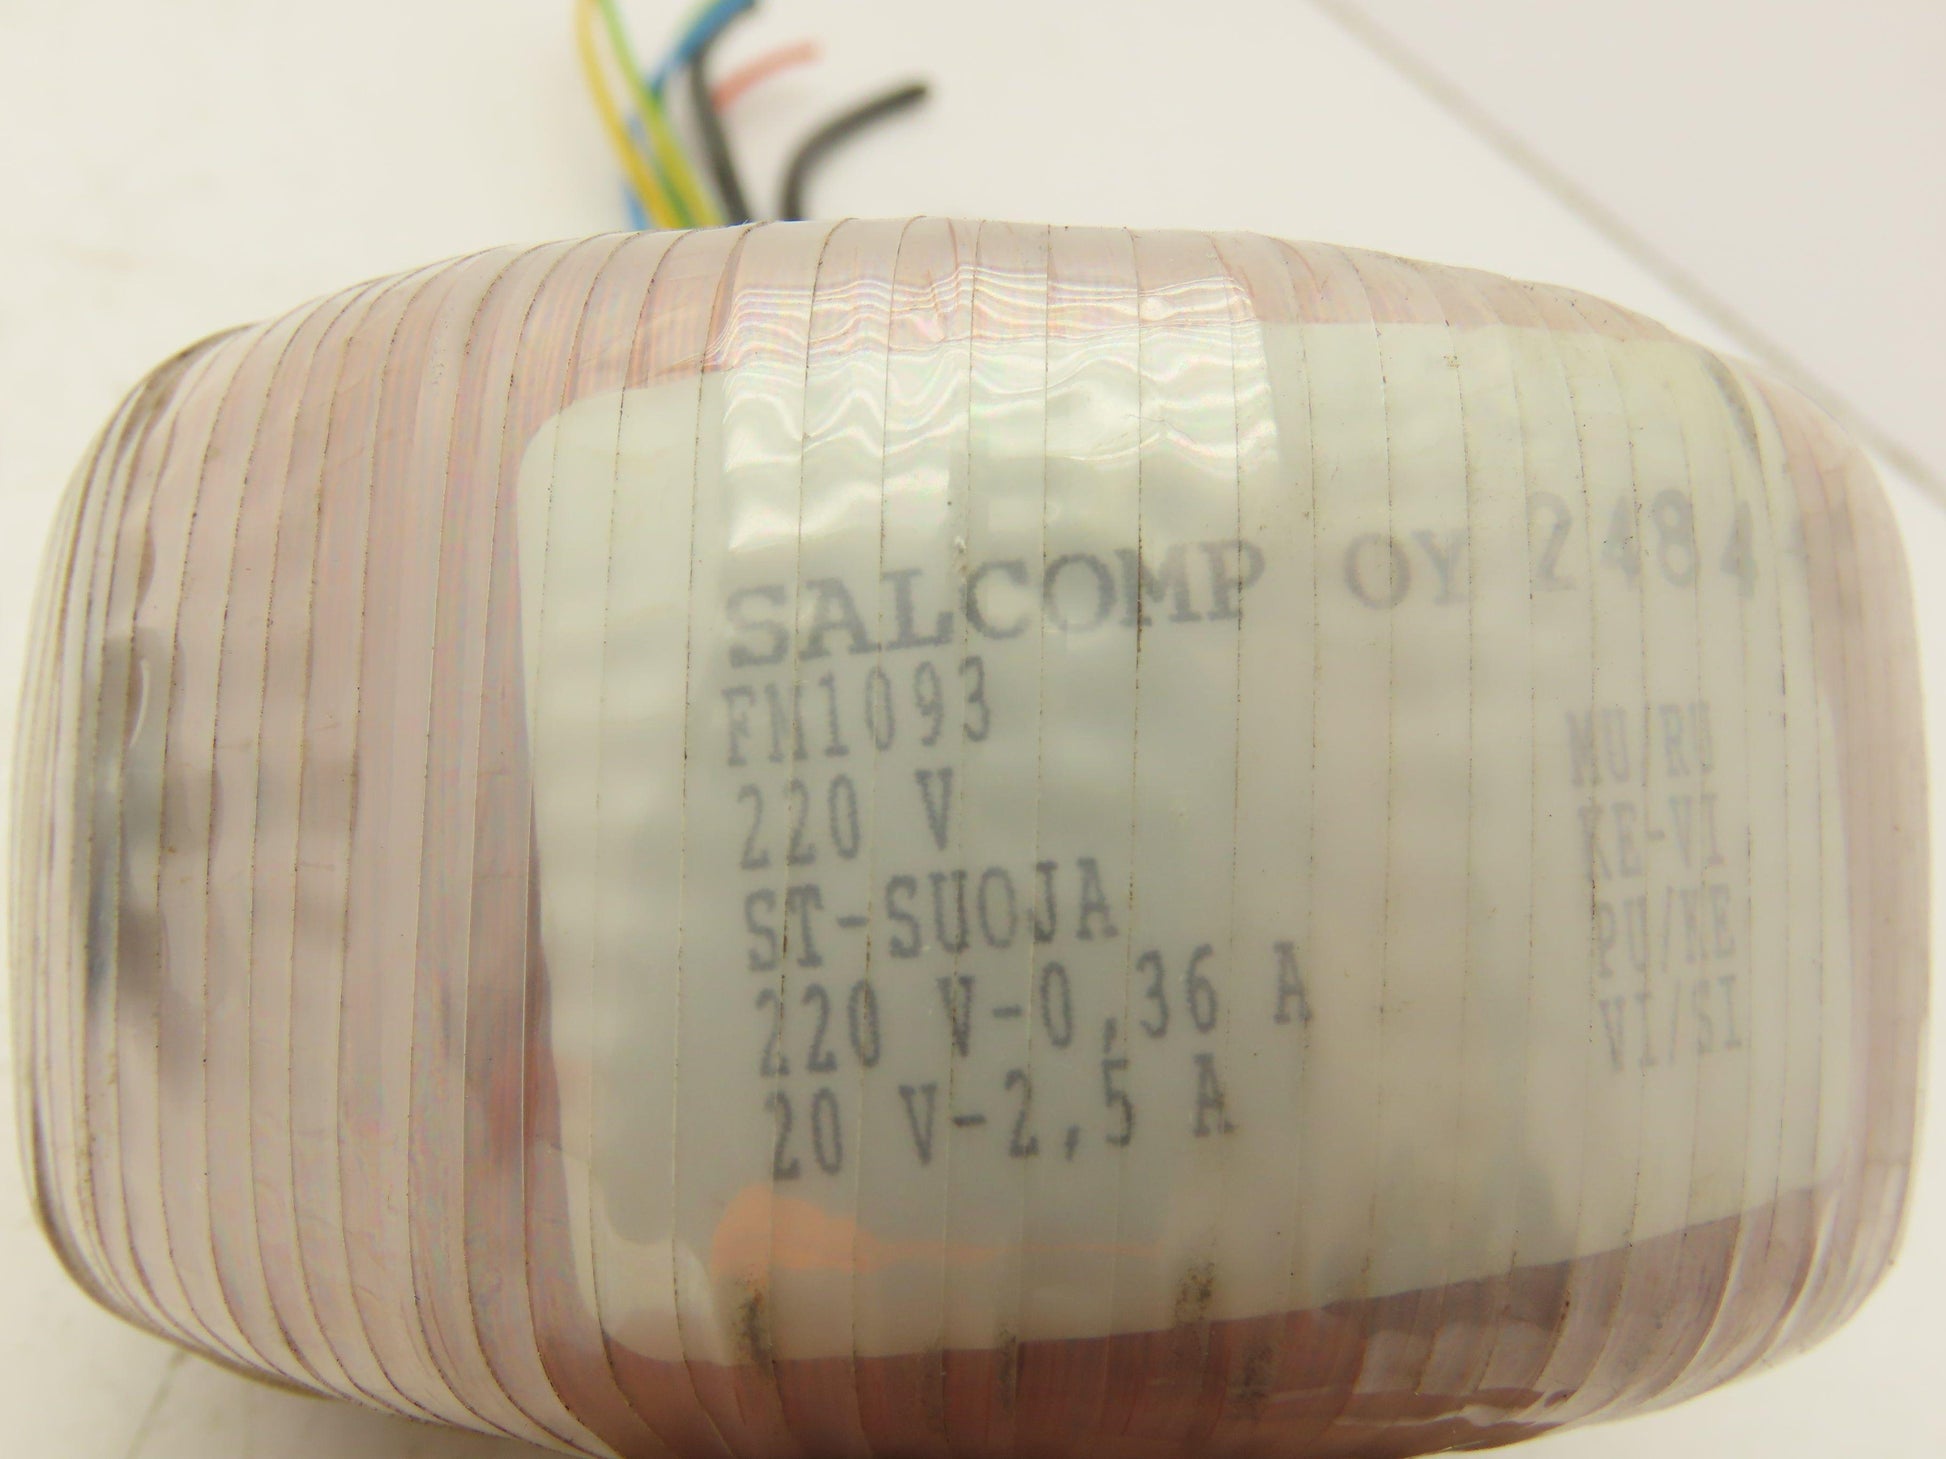 SALCOMP OY 2484
FM1093
220 V MU/RU
ST-SUOJA KE-VI
220 V-0,36 A PU/KE
20 V-2,5 A VI/SI